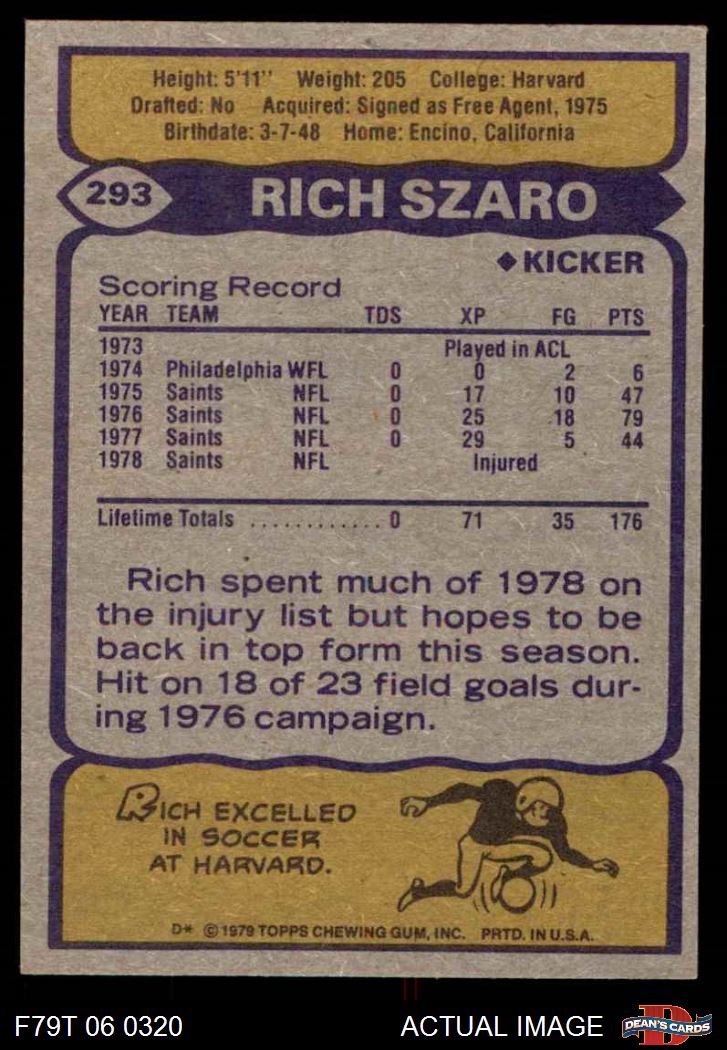 Height: 5'11" Weight: 205 College: Harvard
Drafted: No Acquired: Signed as Free Agent, 1975
Birthdate: 3-7-48 Home: Encino, California
293 RICH SZARO
◆ KICKER
Scoring Record
YEAR TEAM TDS XP FG PTS
1973 Played in ACL
1974 Philadelphia WFL 0 0 2 6
1975 Saints NFL 0 17 10 47
1976 Saints NFL 0 25 18 79
1977 Saints NFL 0 29 5 44
1978 Saints NFL Injured
Lifetime Totals ............ 0 71 35 176
Rich spent much of 1978 on
the injury list but hopes to be
back in top form this season.
Hit on 18 of 23 field goals dur-
ing 1976 campaign.
RICH EXCELLED
IN SOCCER
AT HARVARD.
D* © 1979 TOPPS CHEWING GUM, INC. PRTD. IN U.S.A.
F79T 06 0320 ACTUAL IMAGE D DEAN'S CARDS